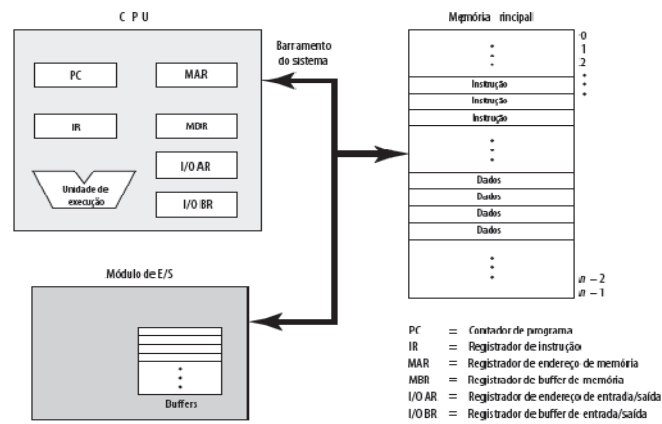 C P U
PC
MAR
IR
MBR
I/O AR
Unidade de
execução
I/O BR
Barramento
do sistema
Memória rincipal
0
1
2
Instrução
Instrução
Instrução
Dados
Dados
Dados
Dados
n – 2
n – 1
Módulo de E/S
Buffers
PC = Contador de programa
IR = Registrador de instrução
MAR = Registrador de endereço de memória
MBR = Registrador de buffer de memória
I/O AR = Registrador de endereço de entrada/saída
I/O BR = Registrador de buffer de entrada/saída